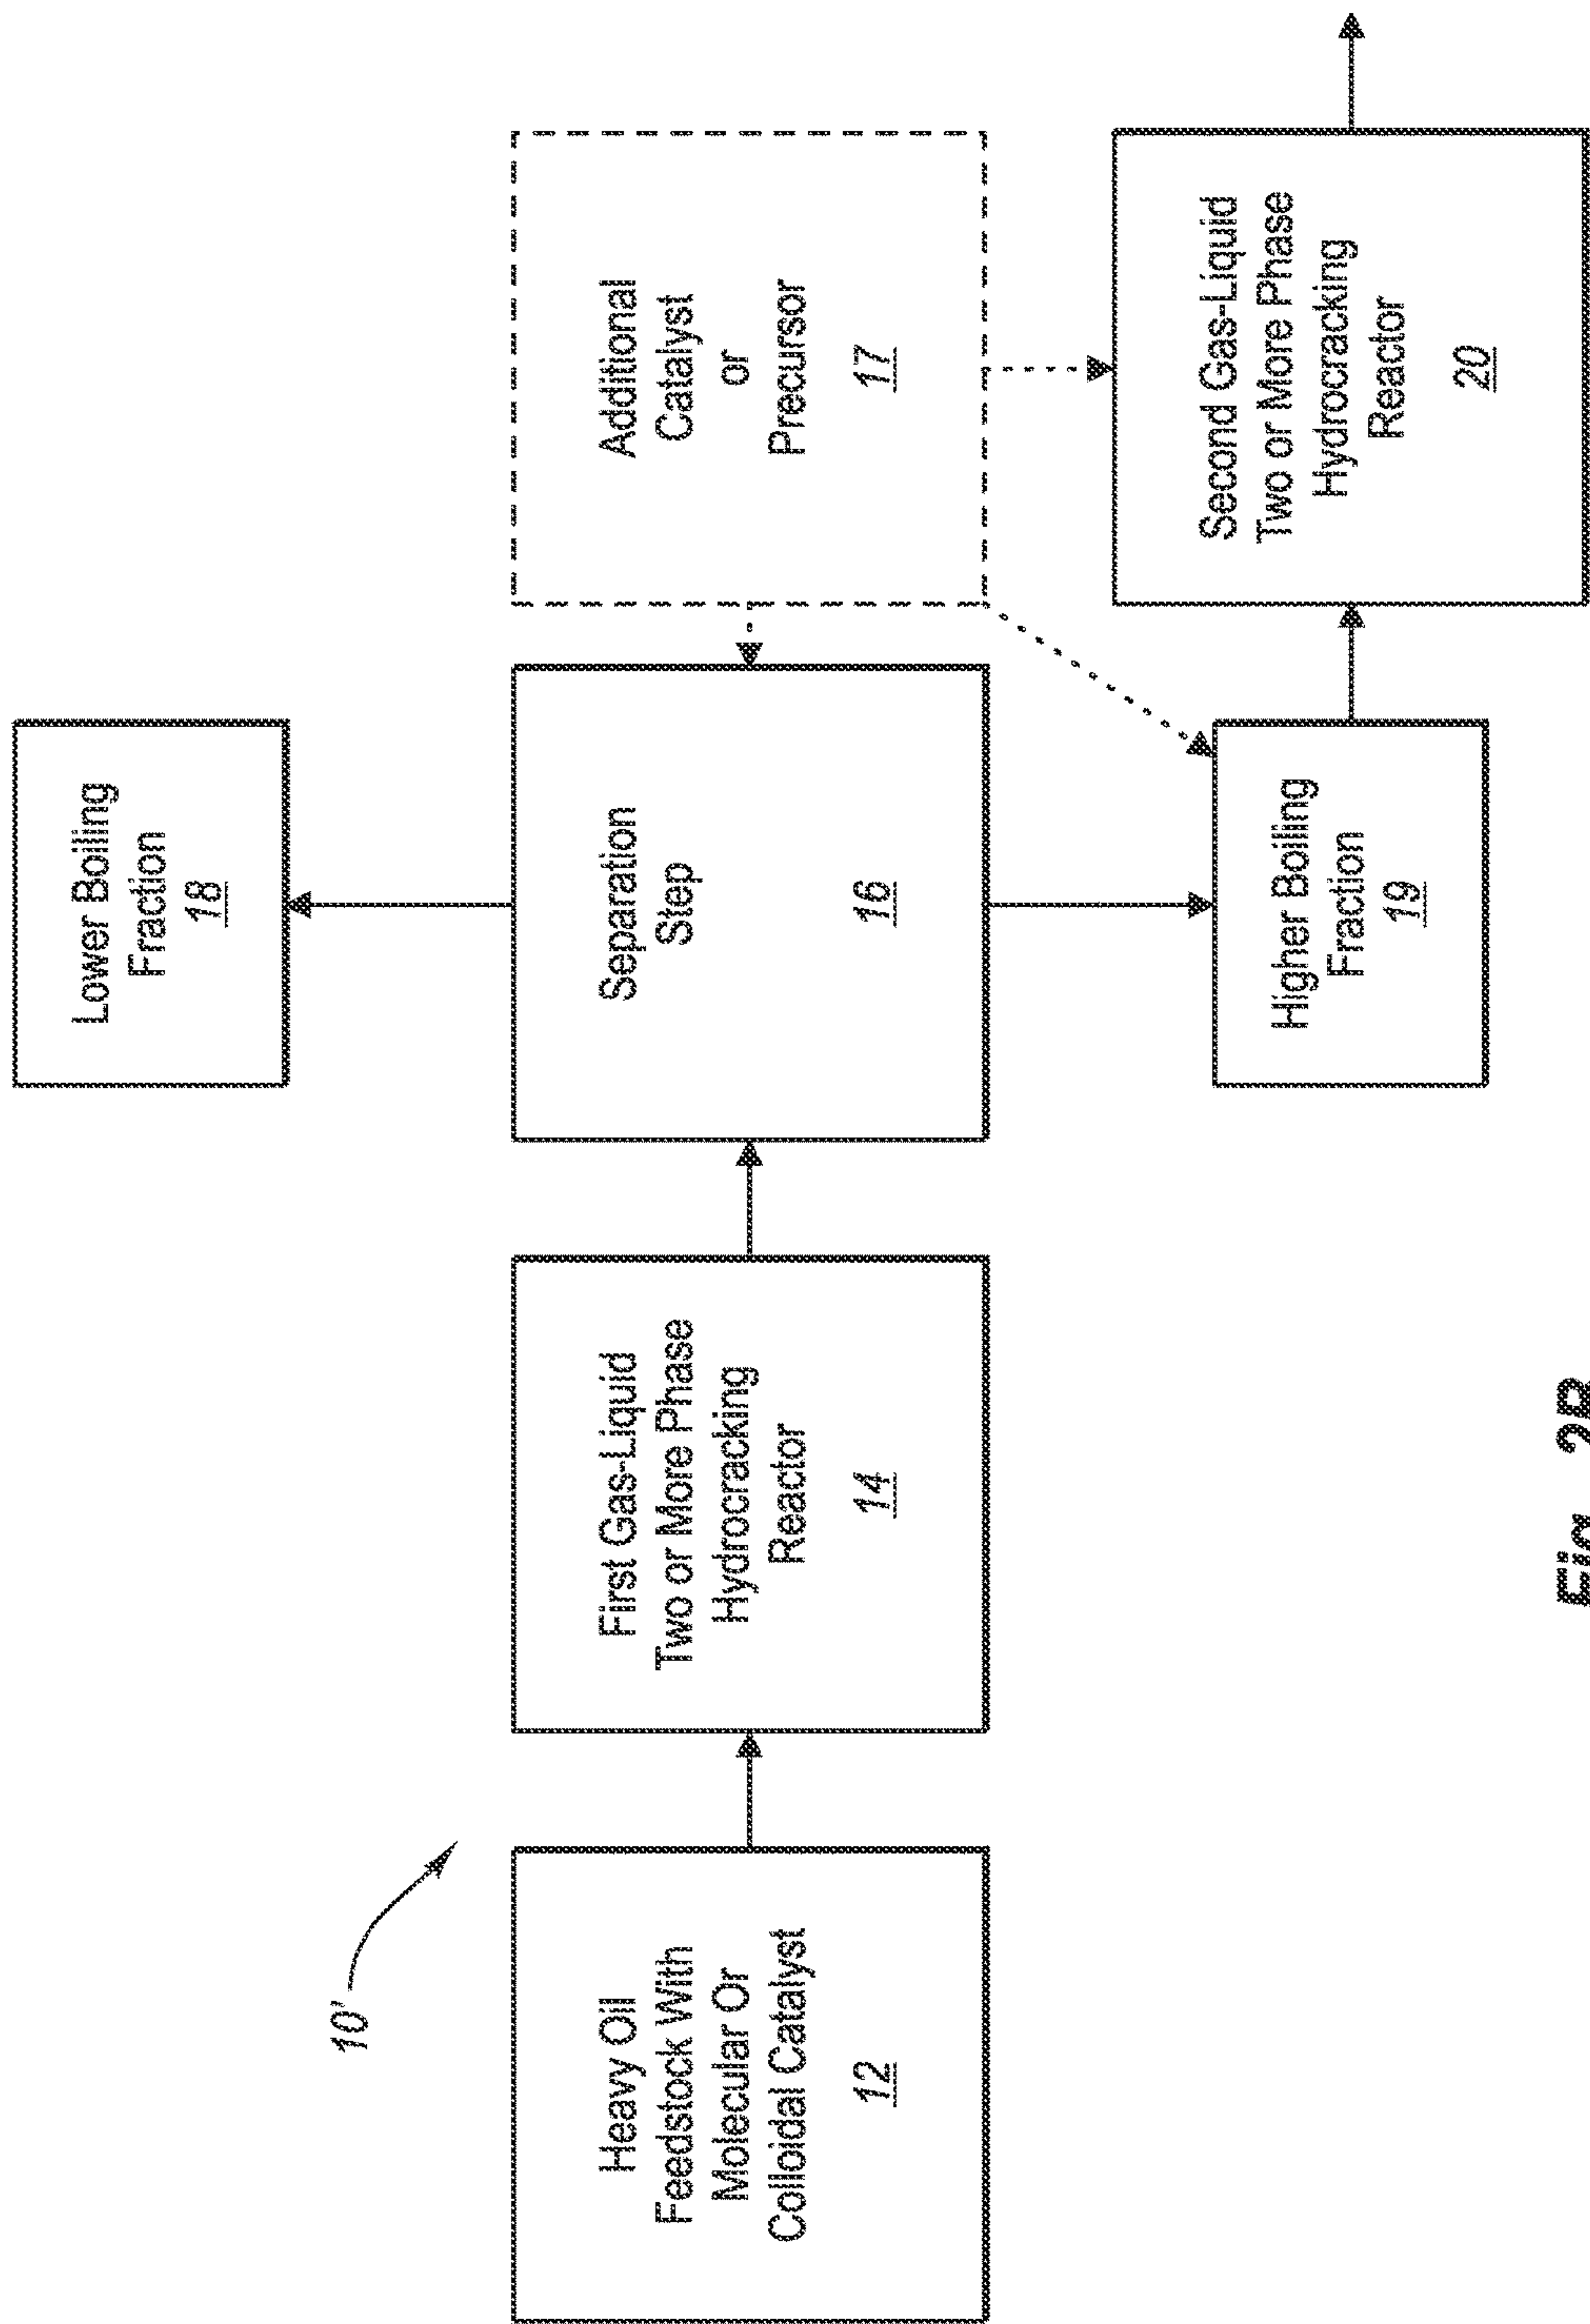 10'
Heavy Oil
Feedstock With
Molecular Or
Colloidal Catalyst
12
First Gas-Liquid
Two or More Phase
Hydrocracking
Reactor
14
Separation
Step
16
Lower Boiling
Fraction
18
Additional
Catalyst
or
Precursor
17
Higher Boiling
Fraction
19
Second Gas-Liquid
Two or More Phase
Hydrocracking
Reactor
20
Fig. 2B